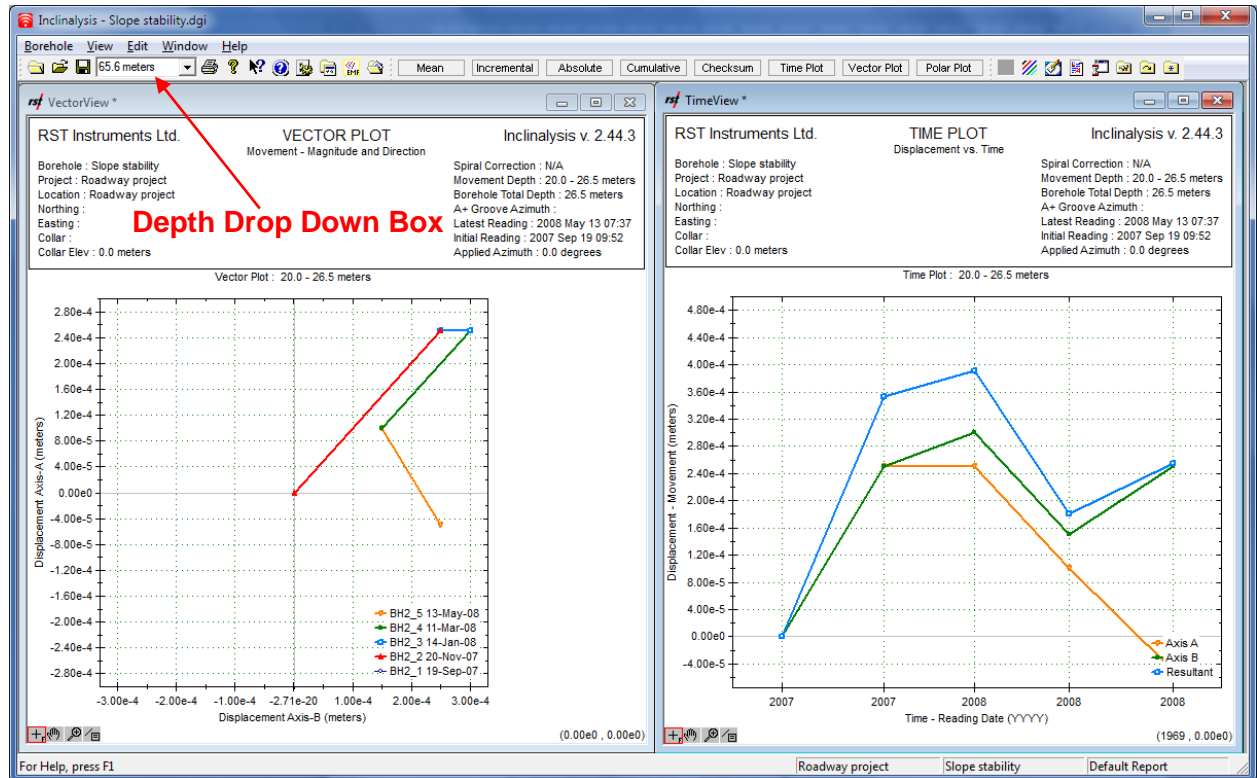 Inclinalysis - Slope stability.dgi
Borehole View Edit Window Help
65.6 meters
EMF
Mean Incremental Absolute Cumulative Checksum Time Plot Vector Plot Polar Plot
Depth Drop Down Box
rst VectorView *
RST Instruments Ltd. VECTOR PLOT Inclinalysis v. 2.44.3
Movement - Magnitude and Direction
Borehole : Slope stability Spiral Correction : N/A
Project : Roadway project Movement Depth : 20.0 - 26.5 meters
Location : Roadway project Borehole Total Depth : 26.5 meters
Northing : A+ Groove Azimuth :
Easting : Latest Reading : 2008 May 13 07:37
Collar : Initial Reading : 2007 Sep 19 09:52
Collar Elev : 0.0 meters Applied Azimuth : 0.0 degrees
Vector Plot : 20.0 - 26.5 meters
Displacement Axis-A (meters)
2.80e-4
2.40e-4
2.00e-4
1.60e-4
1.20e-4
8.00e-5
4.00e-5
0.00e0
-4.00e-5
-8.00e-5
-1.20e-4
-1.60e-4
-2.00e-4
-2.40e-4
-2.80e-4
BH2_5 13-May-08
BH2_4 11-Mar-08
BH2_3 14-Jan-08
BH2_2 20-Nov-07
BH2_1 19-Sep-07
-3.00e-4 -2.00e-4 -1.00e-4 -2.71e-20 1.00e-4 2.00e-4 3.00e-4
Displacement Axis-B (meters)
(0.00e0 , 0.00e0)
rst TimeView *
RST Instruments Ltd. TIME PLOT Inclinalysis v. 2.44.3
Displacement vs. Time
Borehole : Slope stability Spiral Correction : N/A
Project : Roadway project Movement Depth : 20.0 - 26.5 meters
Location : Roadway project Borehole Total Depth : 26.5 meters
Northing : A+ Groove Azimuth :
Easting : Latest Reading : 2008 May 13 07:37
Collar : Initial Reading : 2007 Sep 19 09:52
Collar Elev : 0.0 meters Applied Azimuth : 0.0 degrees
Time Plot : 20.0 - 26.5 meters
Displacement - Movement (meters)
4.80e-4
4.40e-4
4.00e-4
3.60e-4
3.20e-4
2.80e-4
2.40e-4
2.00e-4
1.60e-4
1.20e-4
8.00e-5
4.00e-5
0.00e0
-4.00e-5
Axis A
Axis B
Resultant
2007 2007 2008 2008 2008
Time - Reading Date (YYYY)
(1969 , 0.00e0)
For Help, press F1 Roadway project Slope stability Default Report